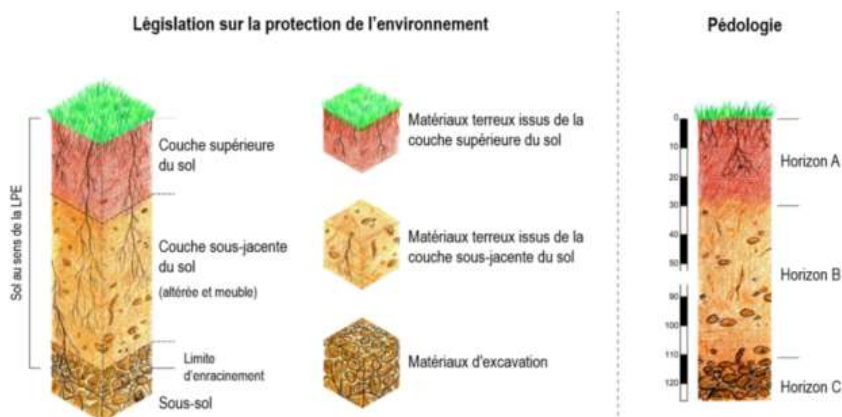 Législation sur la protection de l'environnement
Sol au sens de la LPE
Couche supérieure
du sol
Couche sous-jacente
du sol
(altérée et meuble)
Limite
d'enracinement
Sous-sol
Matériaux terreux issus de la
couche supérieure du sol
Matériaux terreux issus de la
couche sous-jacente du sol
Matériaux d'excavation
Pédologie
0
10
20
30
40
50
90
100
110
120
Horizon A
Horizon B
Horizon C